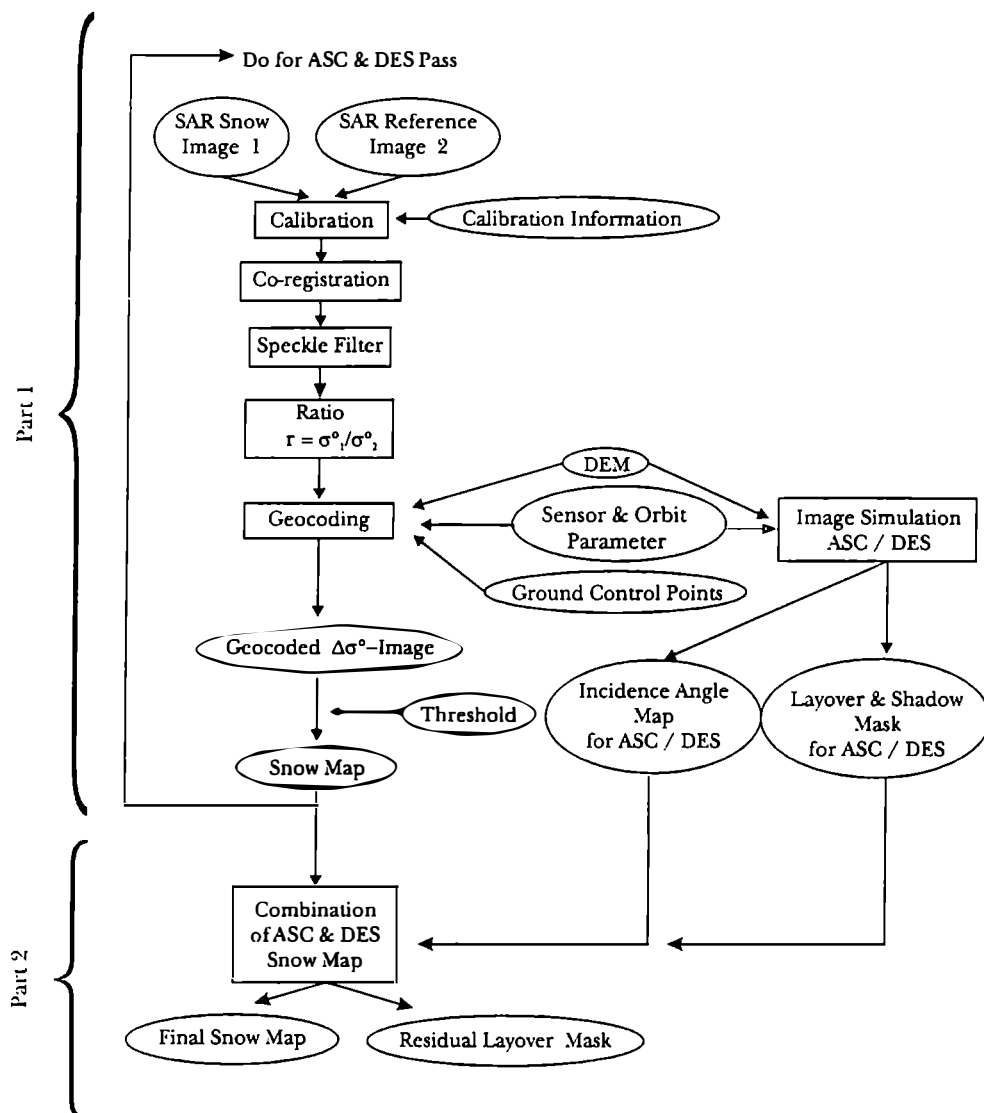 Do for ASC & DES Pass
SAR Snow
Image 1
SAR Reference
Image 2
Calibration
Calibration Information
Co-registration
Speckle Filter
Ratio
r = σ°₁/σ°₂
DEM
Geocoding
Sensor & Orbit
Parameter
Image Simulation
ASC / DES
Ground Control Points
Geocoded Δσ°-Image
Incidence Angle
Map
for ASC / DES
Layover & Shadow
Mask
for ASC / DES
Threshold
Snow Map
Part 1
Combination
of ASC & DES
Snow Map
Final Snow Map
Residual Layover Mask
Part 2